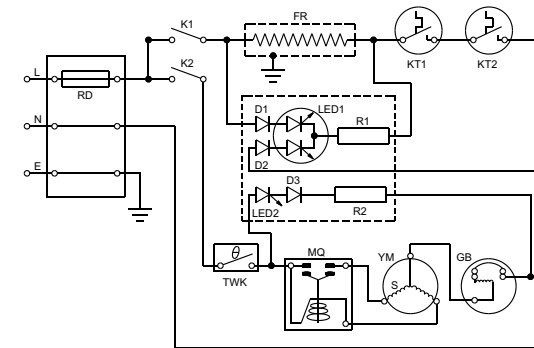 K1
FR
KT1
KT2
K2
L
RD
D1
LED1
R1
N
D2
E
D3
LED2
R2
θ
TWK
MQ
YM
S
GB